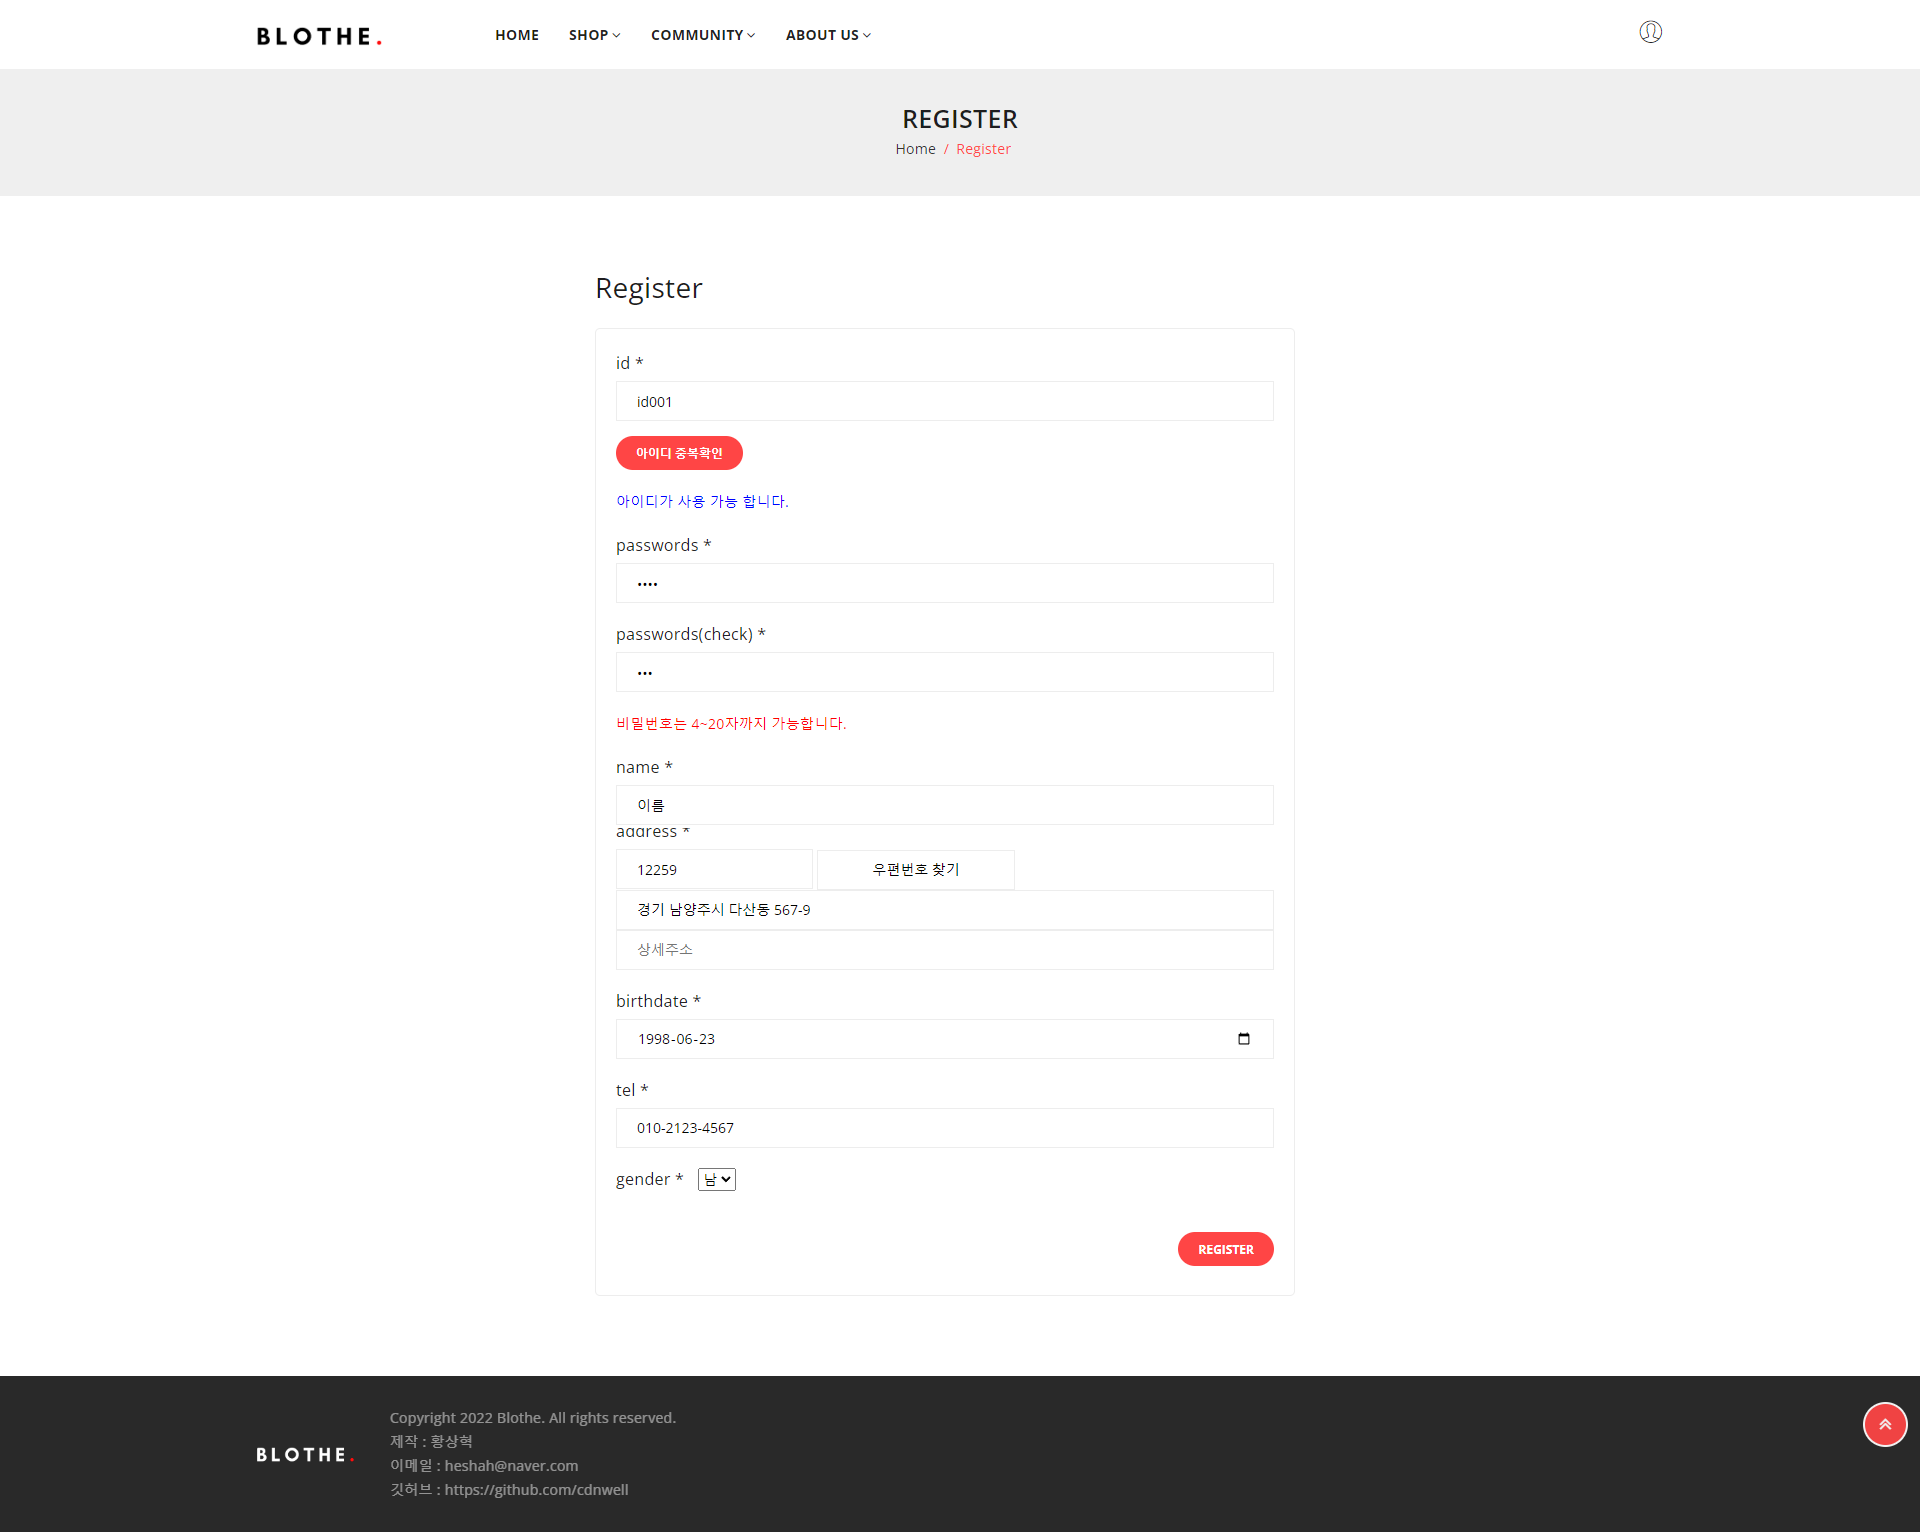 BLOTHE. HOME SHOP COMMUNITY ABOUT US
REGISTER
Home / Register
Register
id *
id001
아이디 중복확인
아이디가 사용 가능 합니다.
passwords *
••••
passwords(check) *
•••
비밀번호는 4~20자까지 가능합니다.
name *
이름
address *
12259 우편번호 찾기
경기 남양주시 다산동 567-9
상세주소
birthdate *
1998-06-23
tel *
010-2123-4567
gender * 남
REGISTER
BLOTHE.
Copyright 2022 Blothe. All rights reserved.
제작 : 황상혁
이메일 : heshah@naver.com
깃허브 : https://github.com/cdnwell